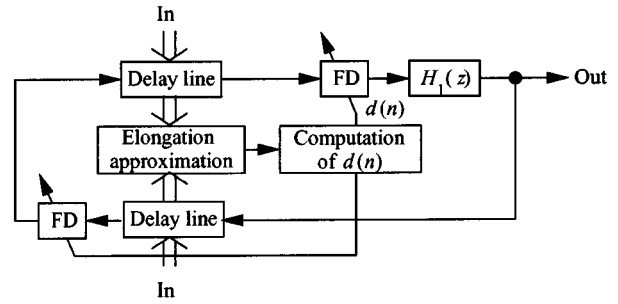 In
Delay line
FD
H₁(z)
Out
d(n)
Elongation
approximation
Computation
of d(n)
FD
Delay line
In